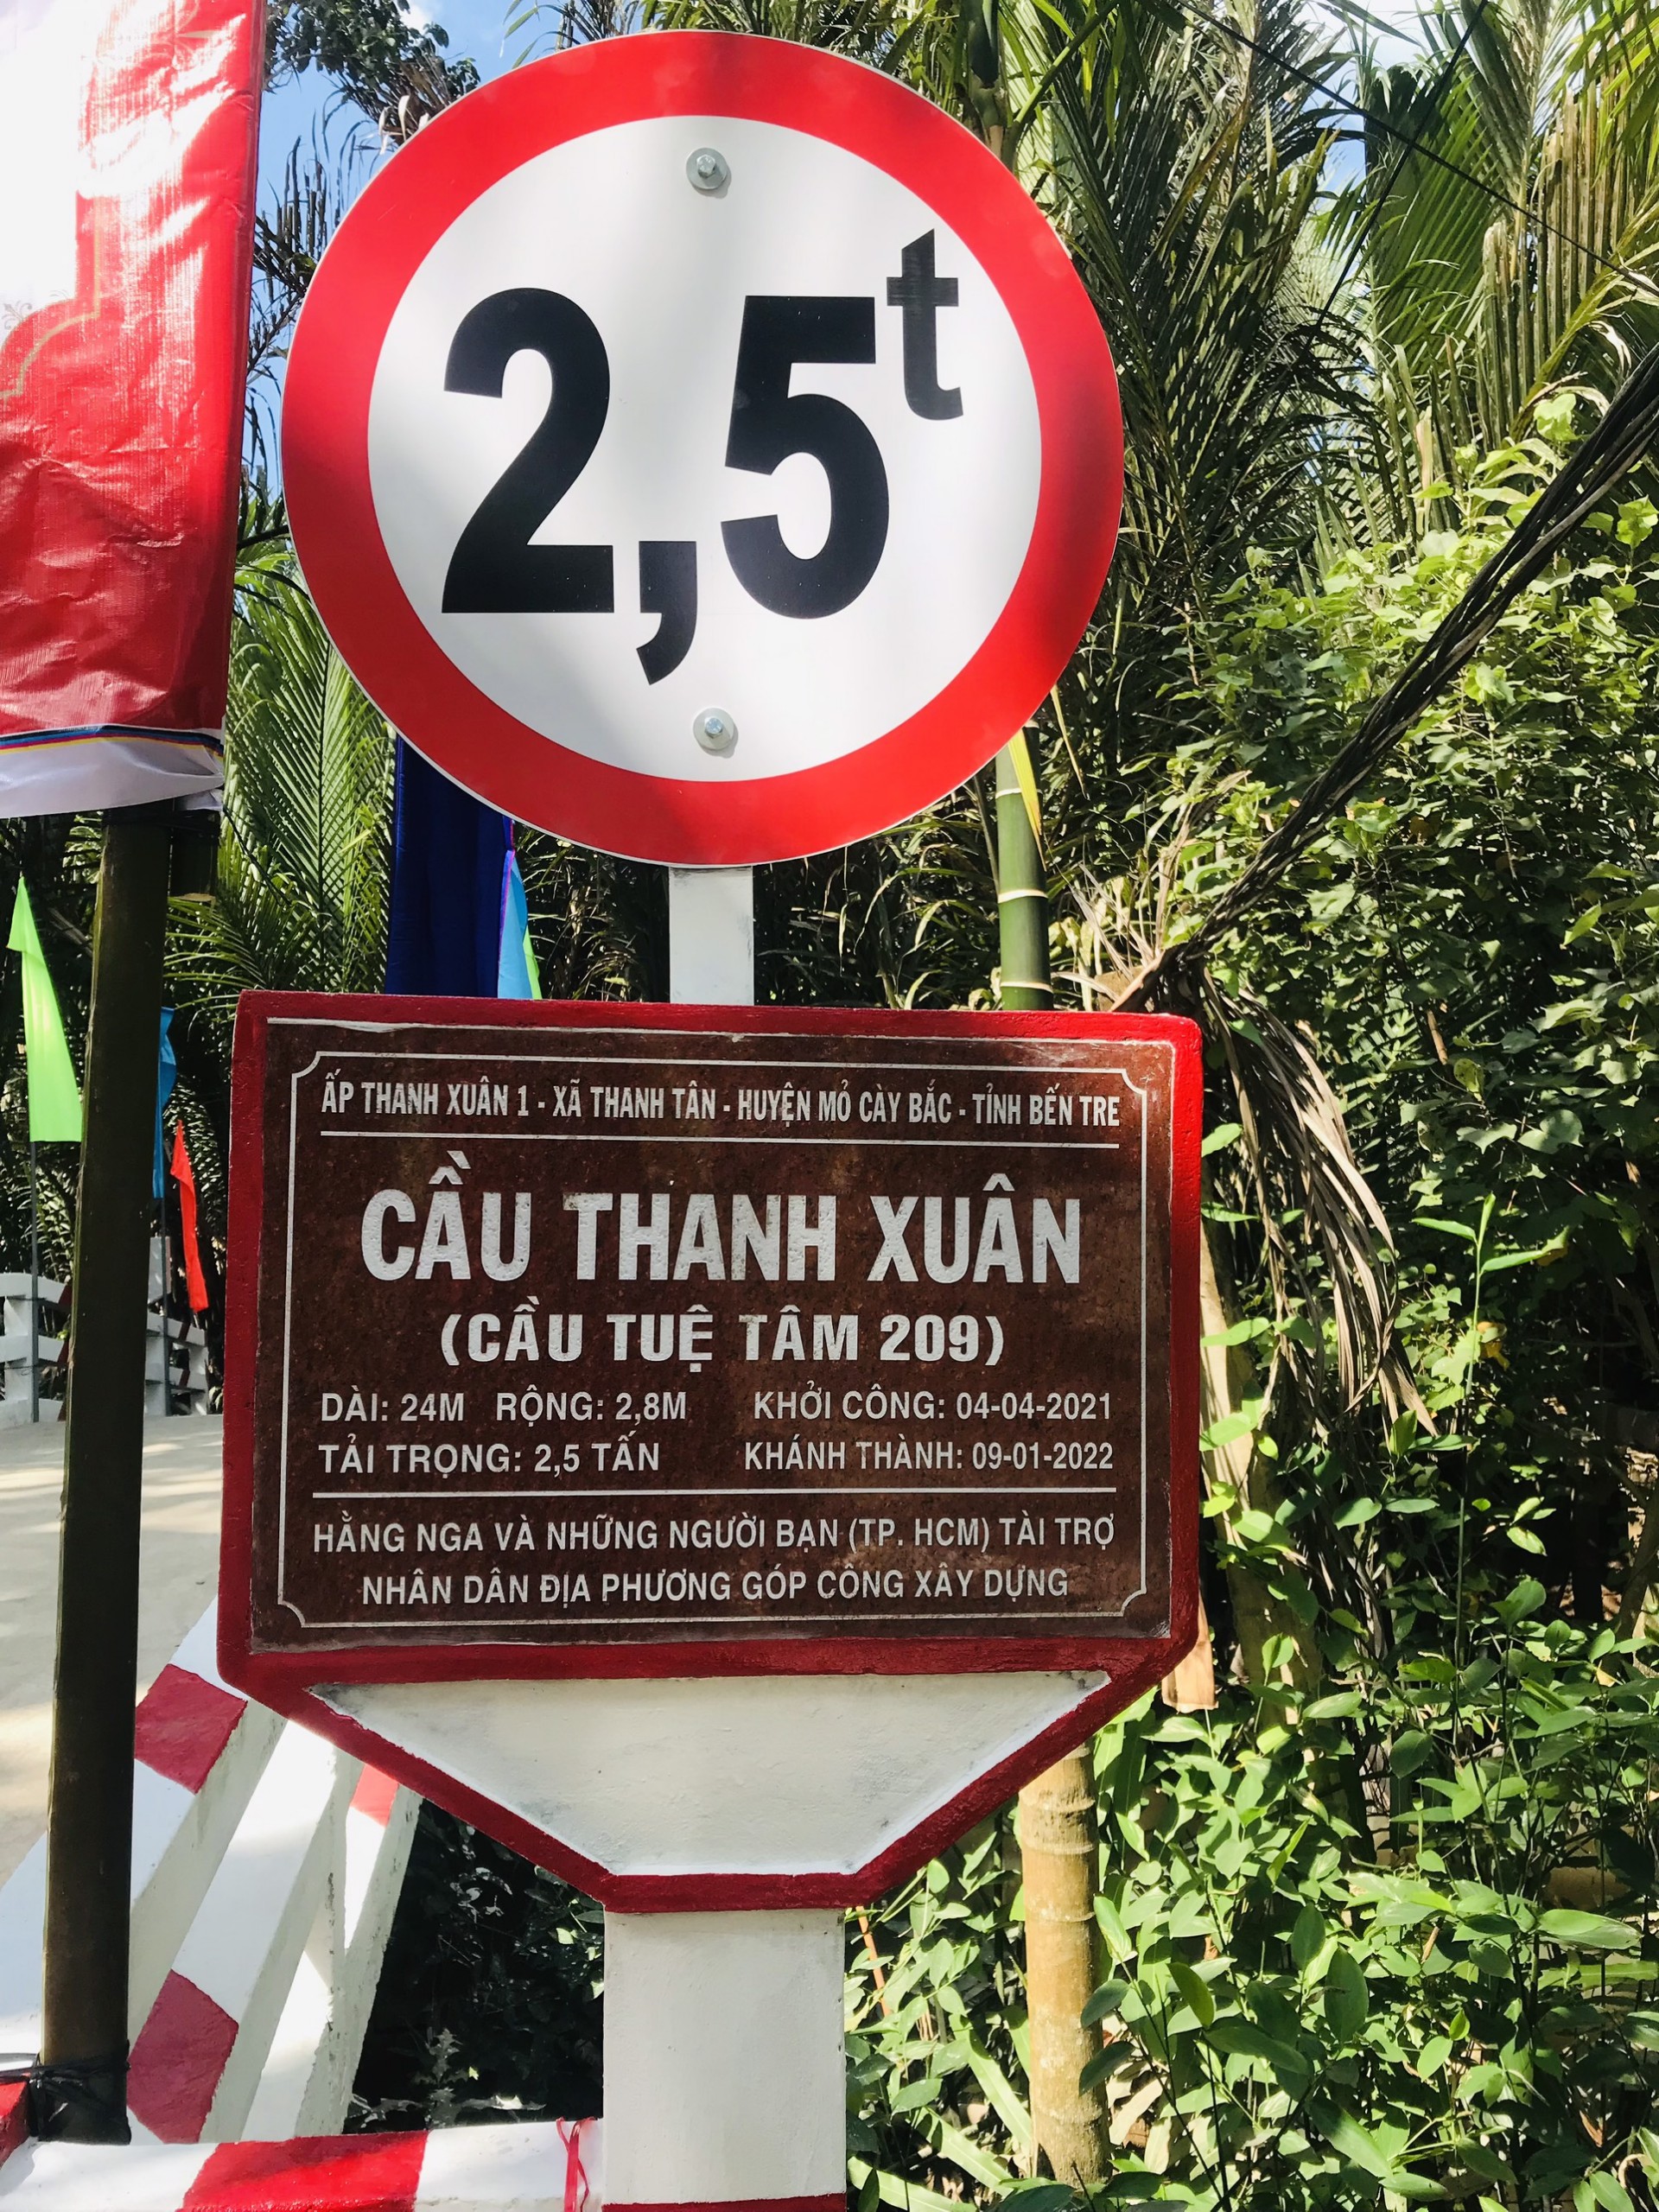 2,5t
ẤP THANH XUÂN 1 - XÃ THANH TÂN - HUYỆN MỎ CÀY BẮC - TỈNH BẾN TRE
CẦU THANH XUÂN
(CẦU TUỆ TÂM 209)
DÀI: 24M RỘNG: 2,8M KHỞI CÔNG: 04-04-2021
TẢI TRỌNG: 2,5 TẤN KHÁNH THÀNH: 09-01-2022
HẰNG NGA VÀ NHỮNG NGƯỜI BẠN (TP. HCM) TÀI TRỢ
NHÂN DÂN ĐỊA PHƯƠNG GÓP CÔNG XÂY DỰNG